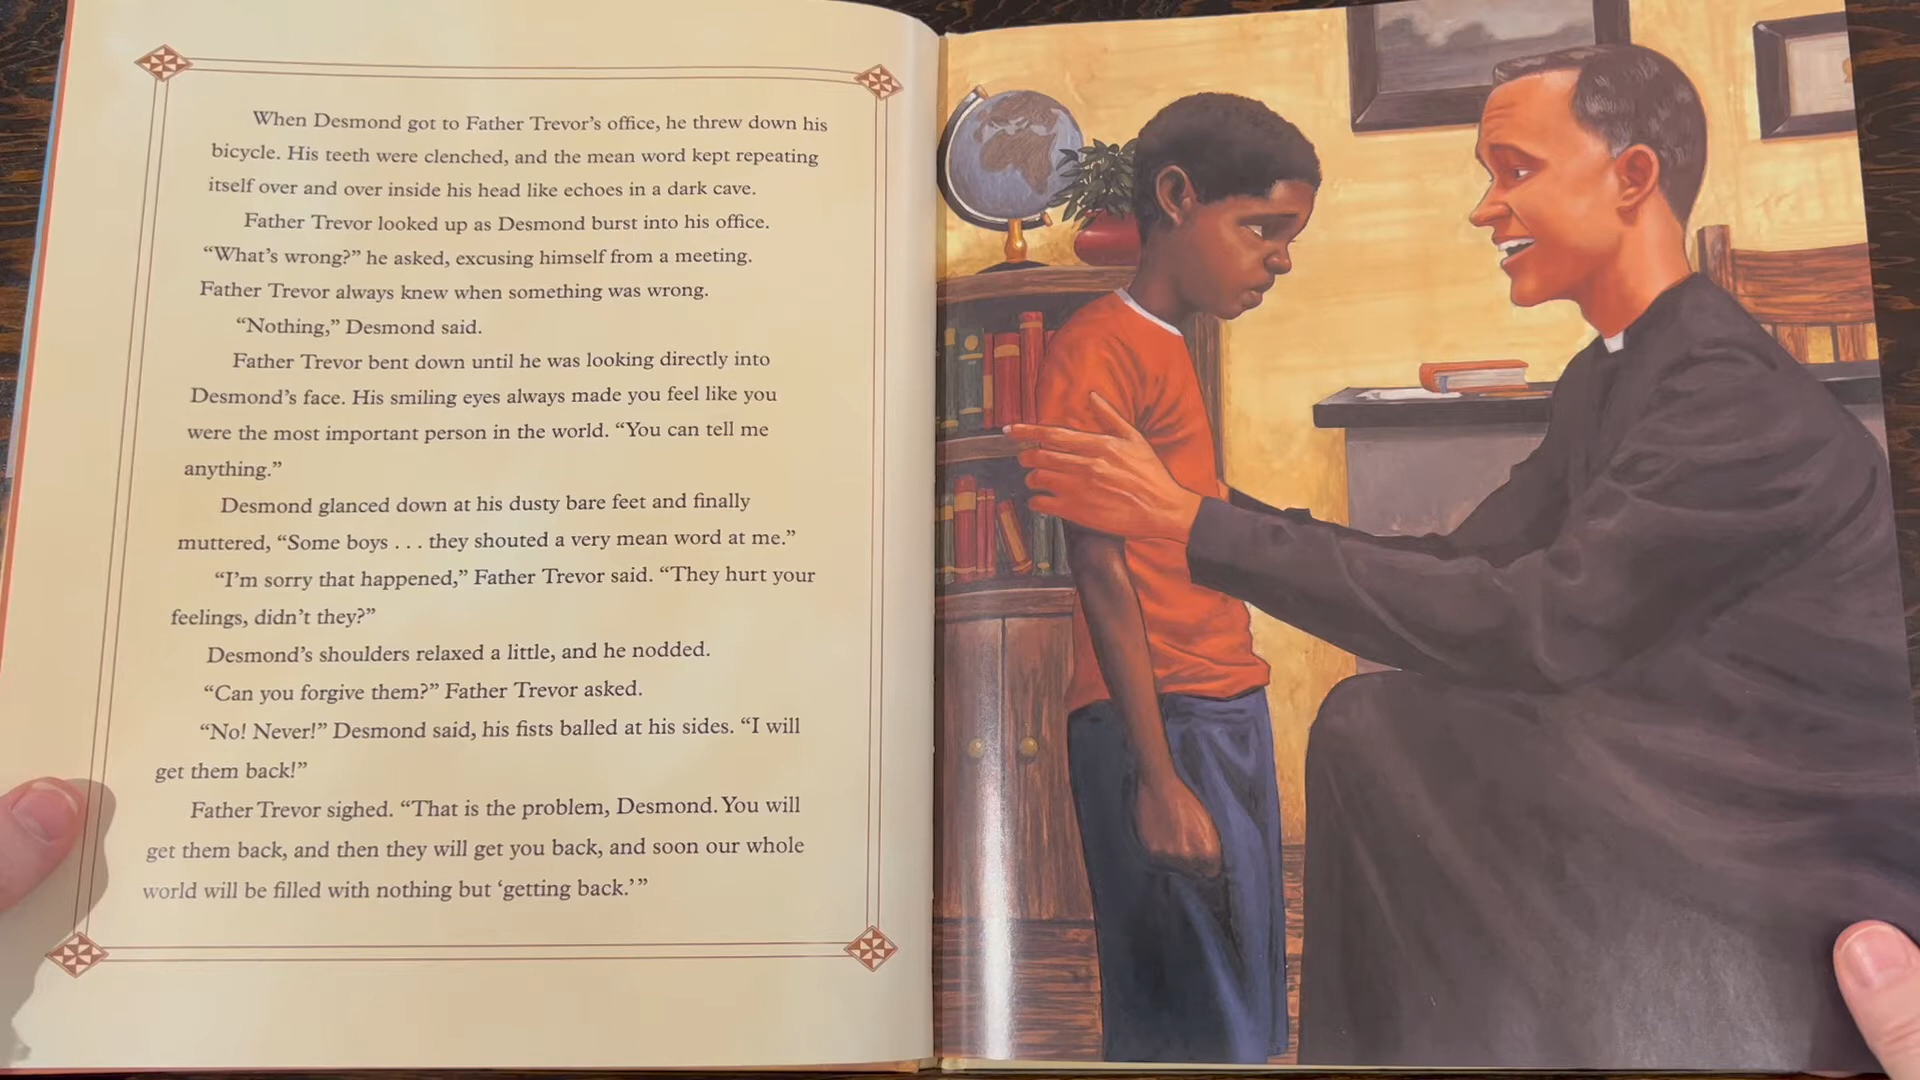 When Desmond got to Father Trevor's office, he threw down his
bicycle. His teeth were clenched, and the mean word kept repeating
itself over and over inside his head like echoes in a dark cave.
Father Trevor looked up as Desmond burst into his office.
“What's wrong?” he asked, excusing himself from a meeting.
Father Trevor always knew when something was wrong.
“Nothing,” Desmond said.
Father Trevor bent down until he was looking directly into
Desmond's face. His smiling eyes always made you feel like you
were the most important person in the world. “You can tell me
anything.”
Desmond glanced down at his dusty bare feet and finally
muttered, “Some boys . . . they shouted a very mean word at me.”
“I'm sorry that happened,” Father Trevor said. “They hurt your
feelings, didn't they?”
Desmond's shoulders relaxed a little, and he nodded.
“Can you forgive them?” Father Trevor asked.
“No! Never!” Desmond said, his fists balled at his sides. “I will
get them back!”
Father Trevor sighed. “That is the problem, Desmond. You will
get them back, and then they will get you back, and soon our whole
world will be filled with nothing but ‘getting back.’”